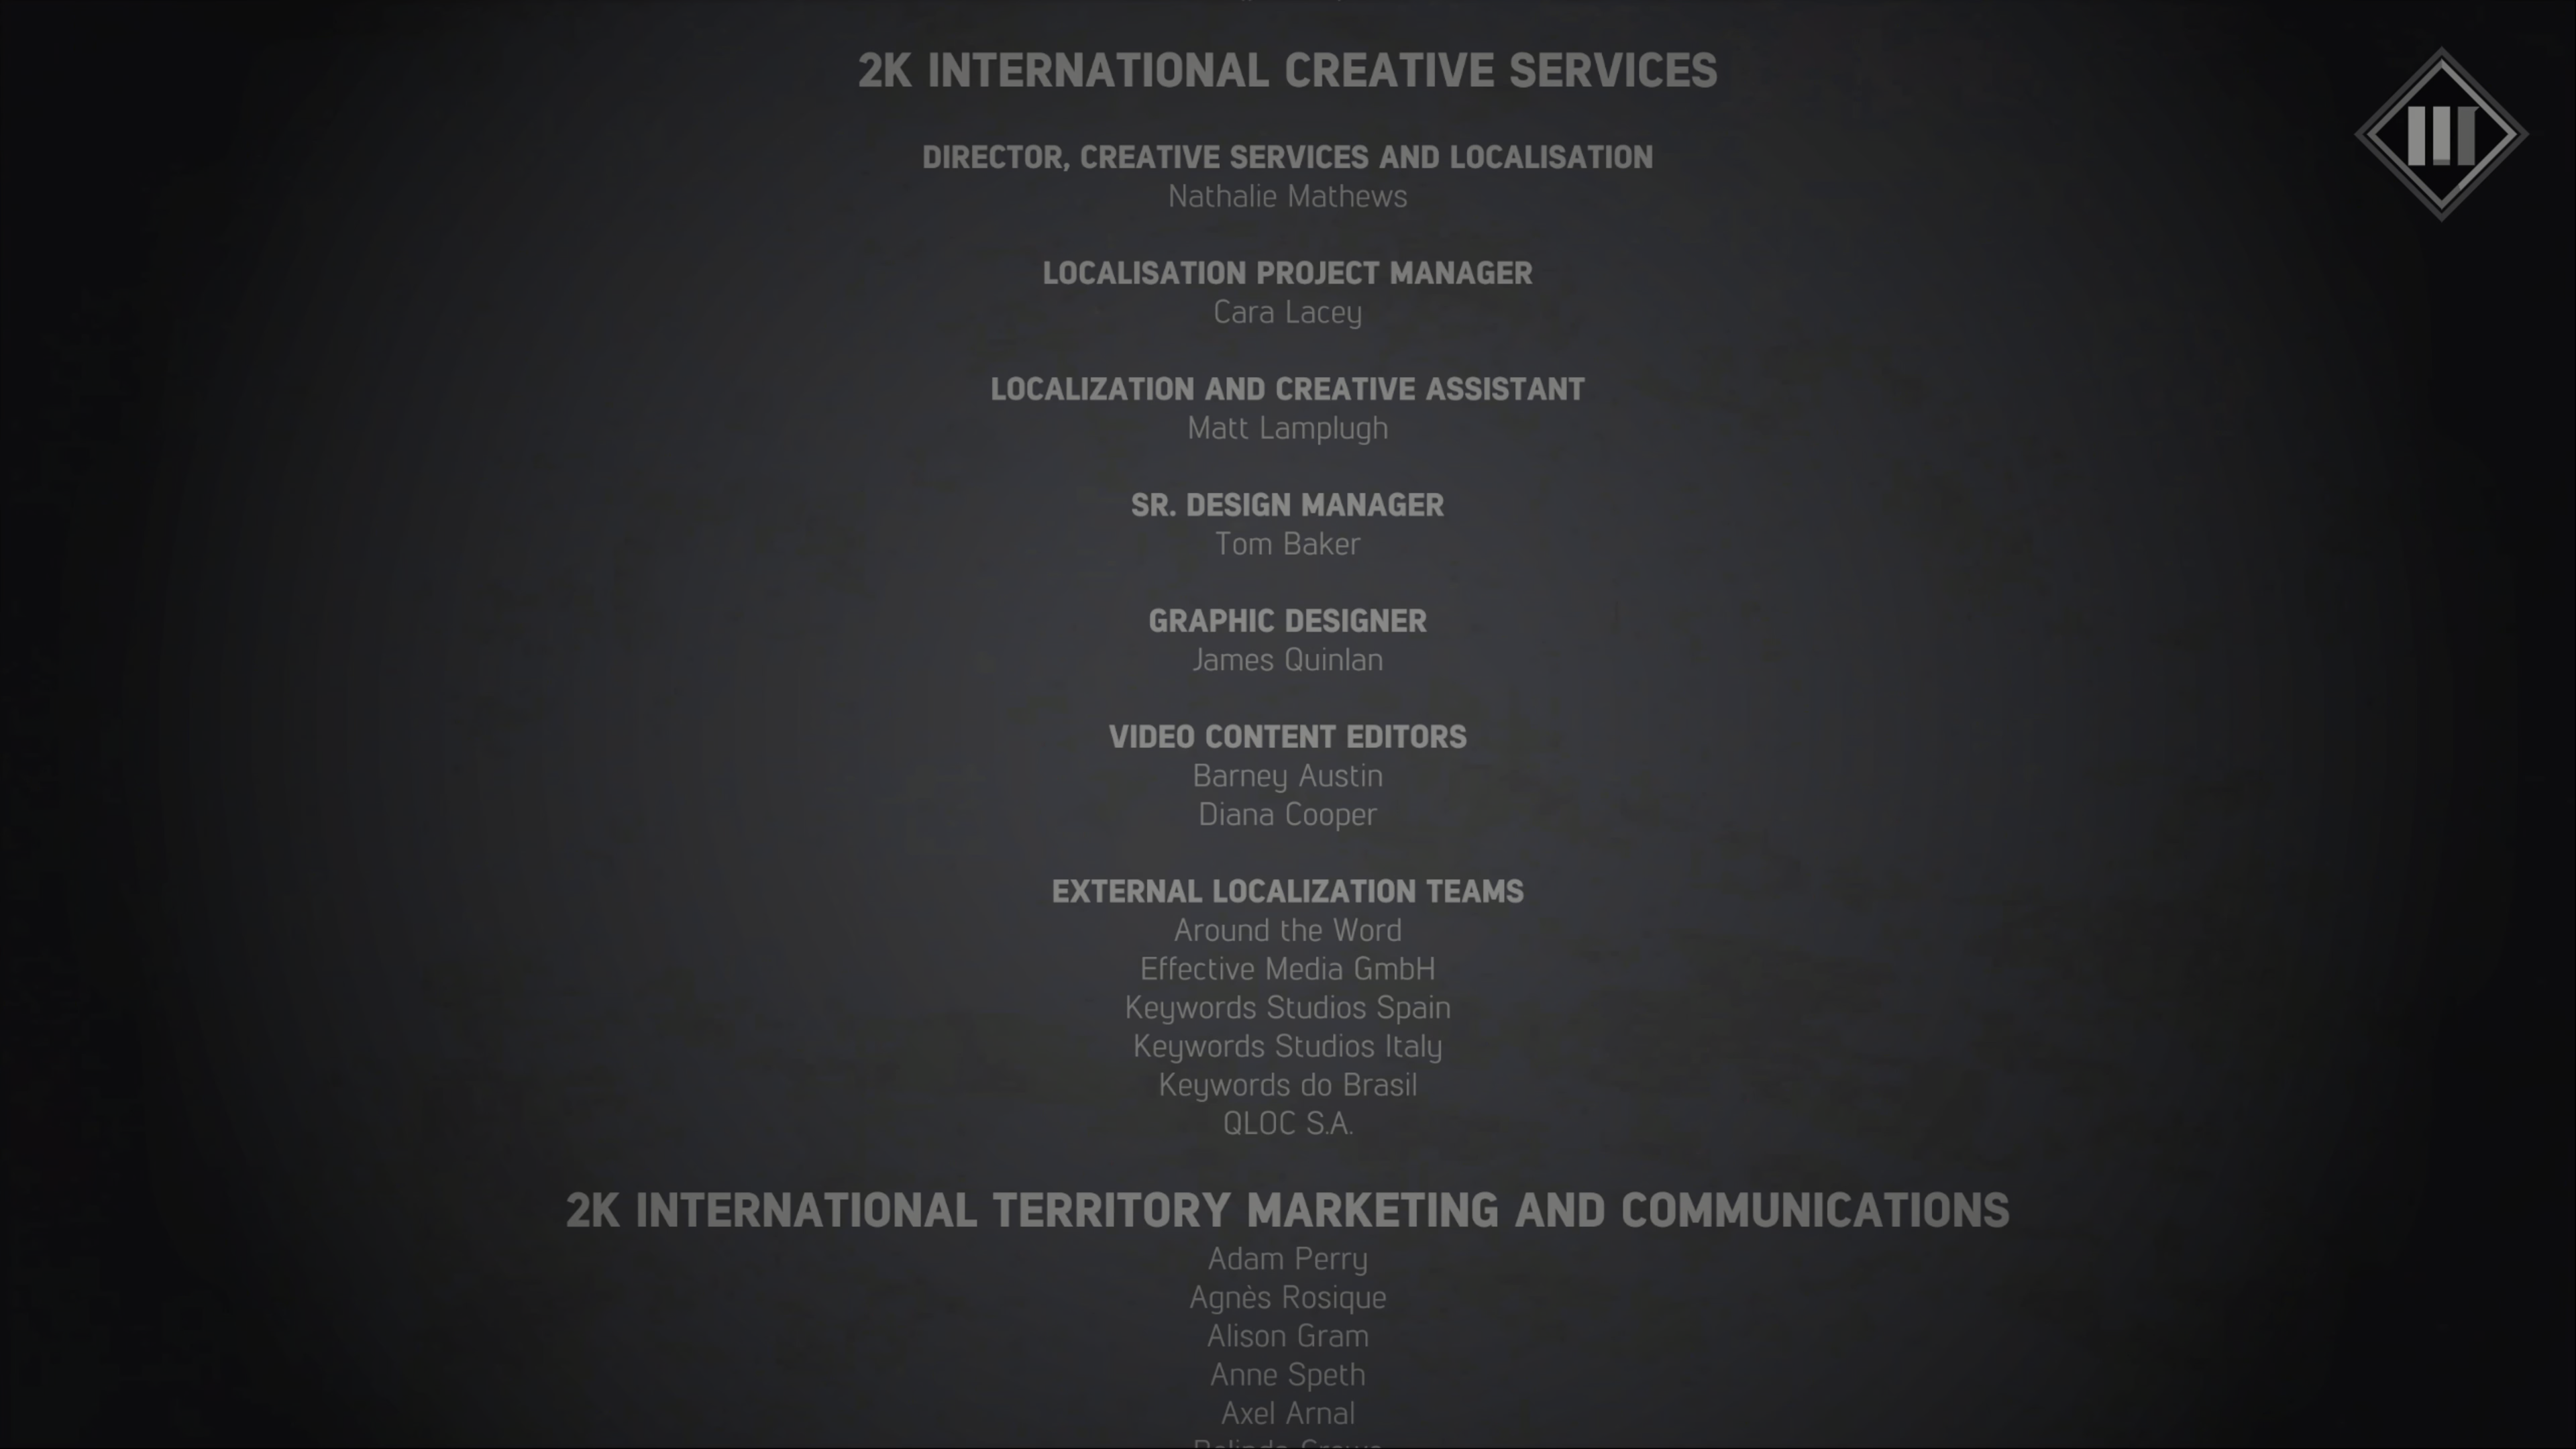 2K INTERNATIONAL CREATIVE SERVICES
DIRECTOR, CREATIVE SERVICES AND LOCALISATION
Nathalie Mathews
LOCALISATION PROJECT MANAGER
Cara Lacey
LOCALIZATION AND CREATIVE ASSISTANT
Matt Lamplugh
SR. DESIGN MANAGER
Tom Baker
GRAPHIC DESIGNER
James Quinlan
VIDEO CONTENT EDITORS
Barney Austin
Diana Cooper
EXTERNAL LOCALIZATION TEAMS
Around the Word
Effective Media GmbH
Keywords Studios Spain
Keywords Studios Italy
Keywords do Brasil
QLOC S.A.
2K INTERNATIONAL TERRITORY MARKETING AND COMMUNICATIONS
Adam Perry
Agnès Rosique
Alison Gram
Anne Speth
Axel Arnal